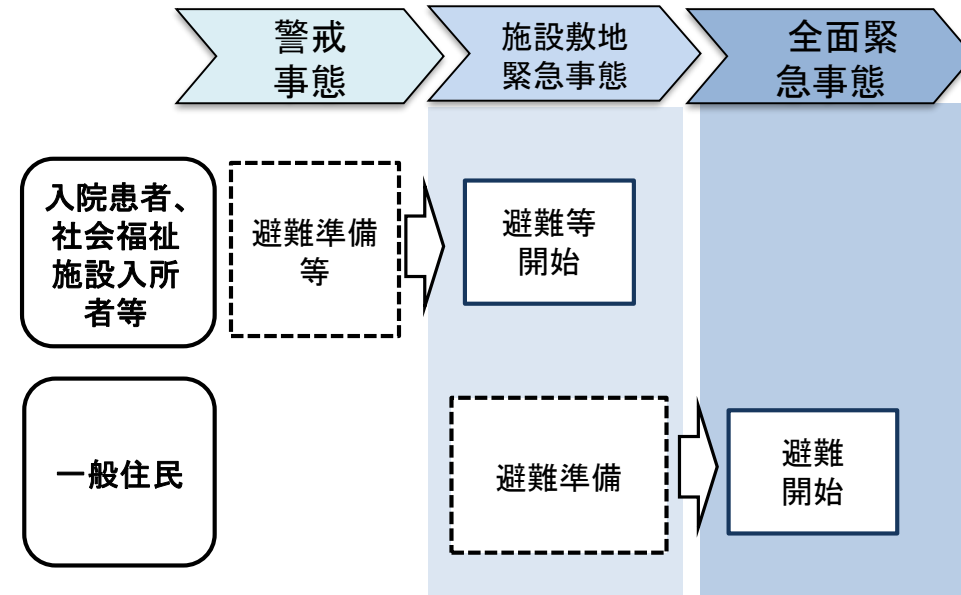 警戒
事態
施設敷地
緊急事態
全面緊
急事態
入院患者、
社会福祉
施設入所
者等
避難準備
等
避難等
開始
一般住民
避難準備
避難
開始